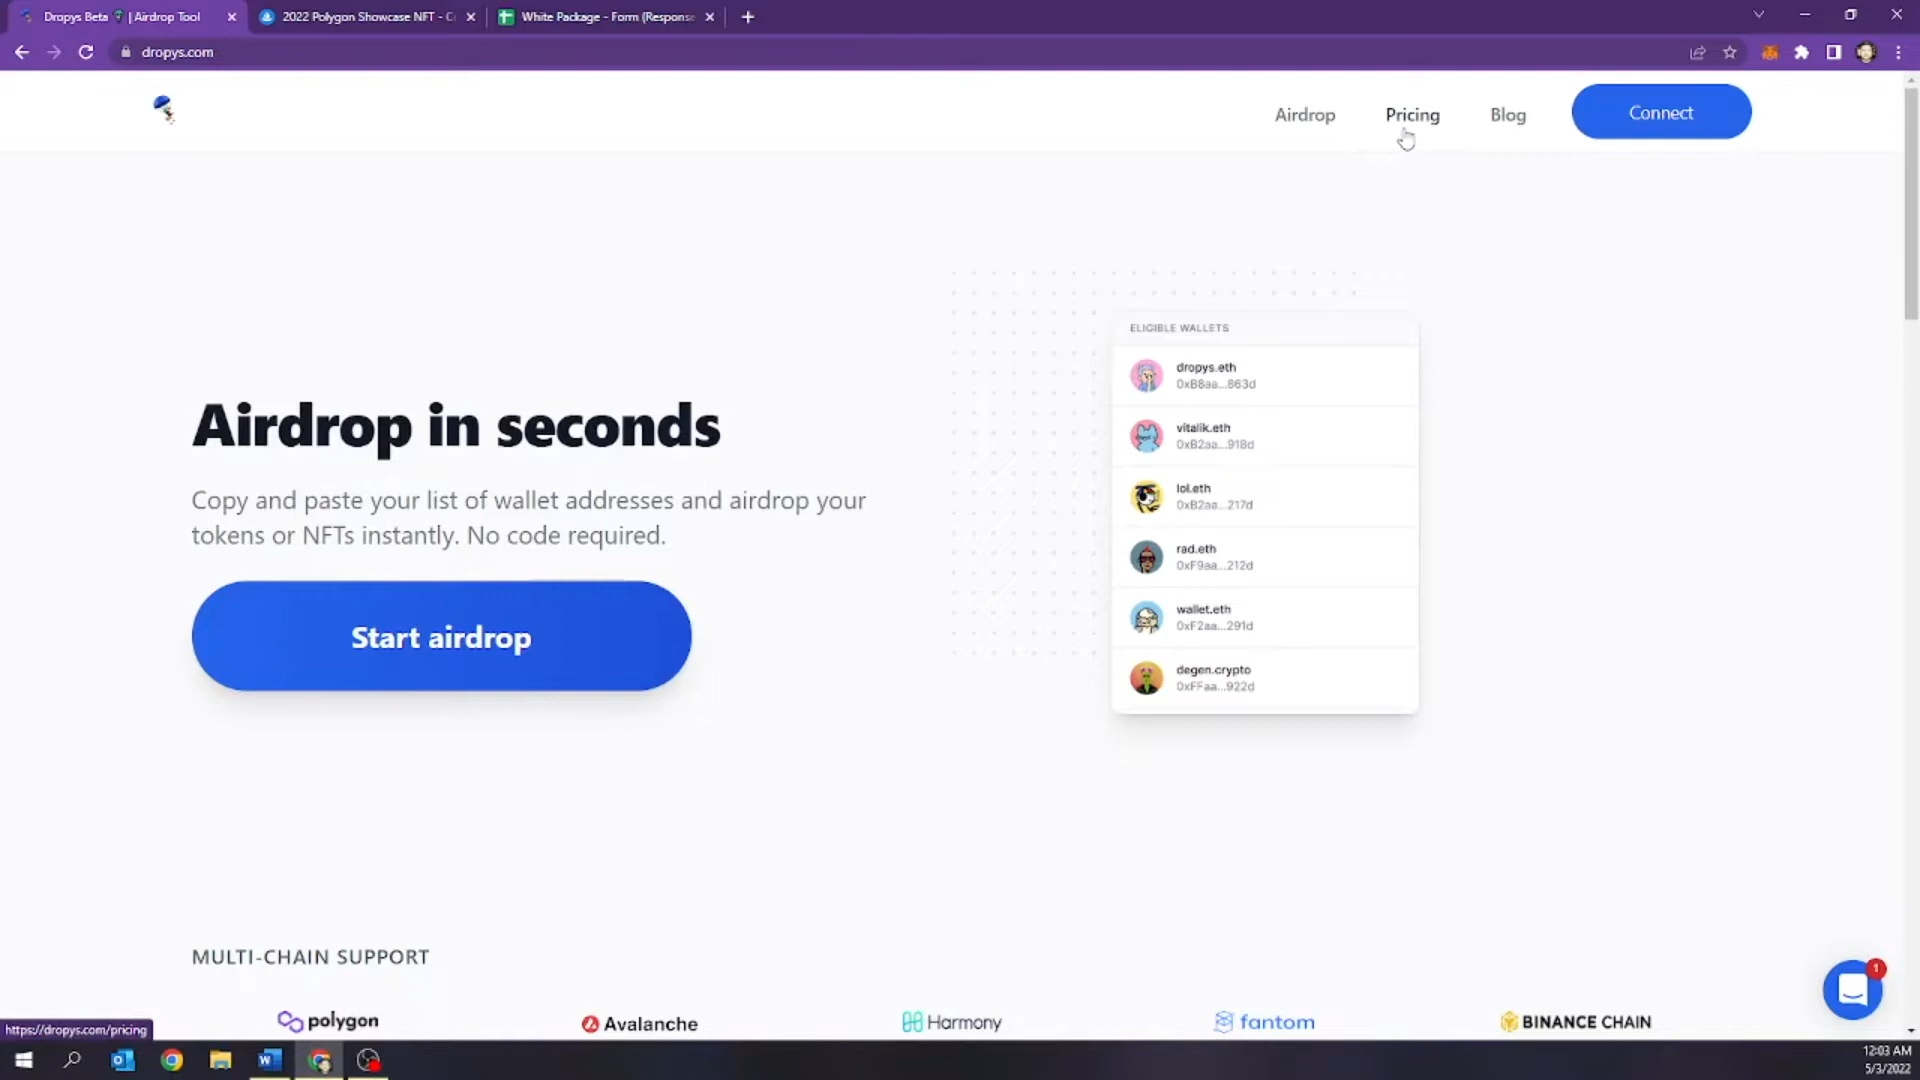 Dropys Beta | Airdrop Tool
2022 Polygon Showcase NFT - C
White Package - Form (Response
dropys.com
Airdrop
Pricing
Blog
Connect
Airdrop in seconds
Copy and paste your list of wallet addresses and airdrop your
tokens or NFTs instantly. No code required.
Start airdrop
ELIGIBLE WALLETS
dropys.eth
0xB8aa...863d
vitalik.eth
0xB2aa...918d
lol.eth
0xB2aa...217d
rad.eth
0xF9aa...212d
wallet.eth
0xF2aa...291d
degen.crypto
0xFFaa...922d
MULTI-CHAIN SUPPORT
polygon
Avalanche
Harmony
fantom
BINANCE CHAIN
1
https://dropys.com/pricing
12:03 AM
5/3/2022